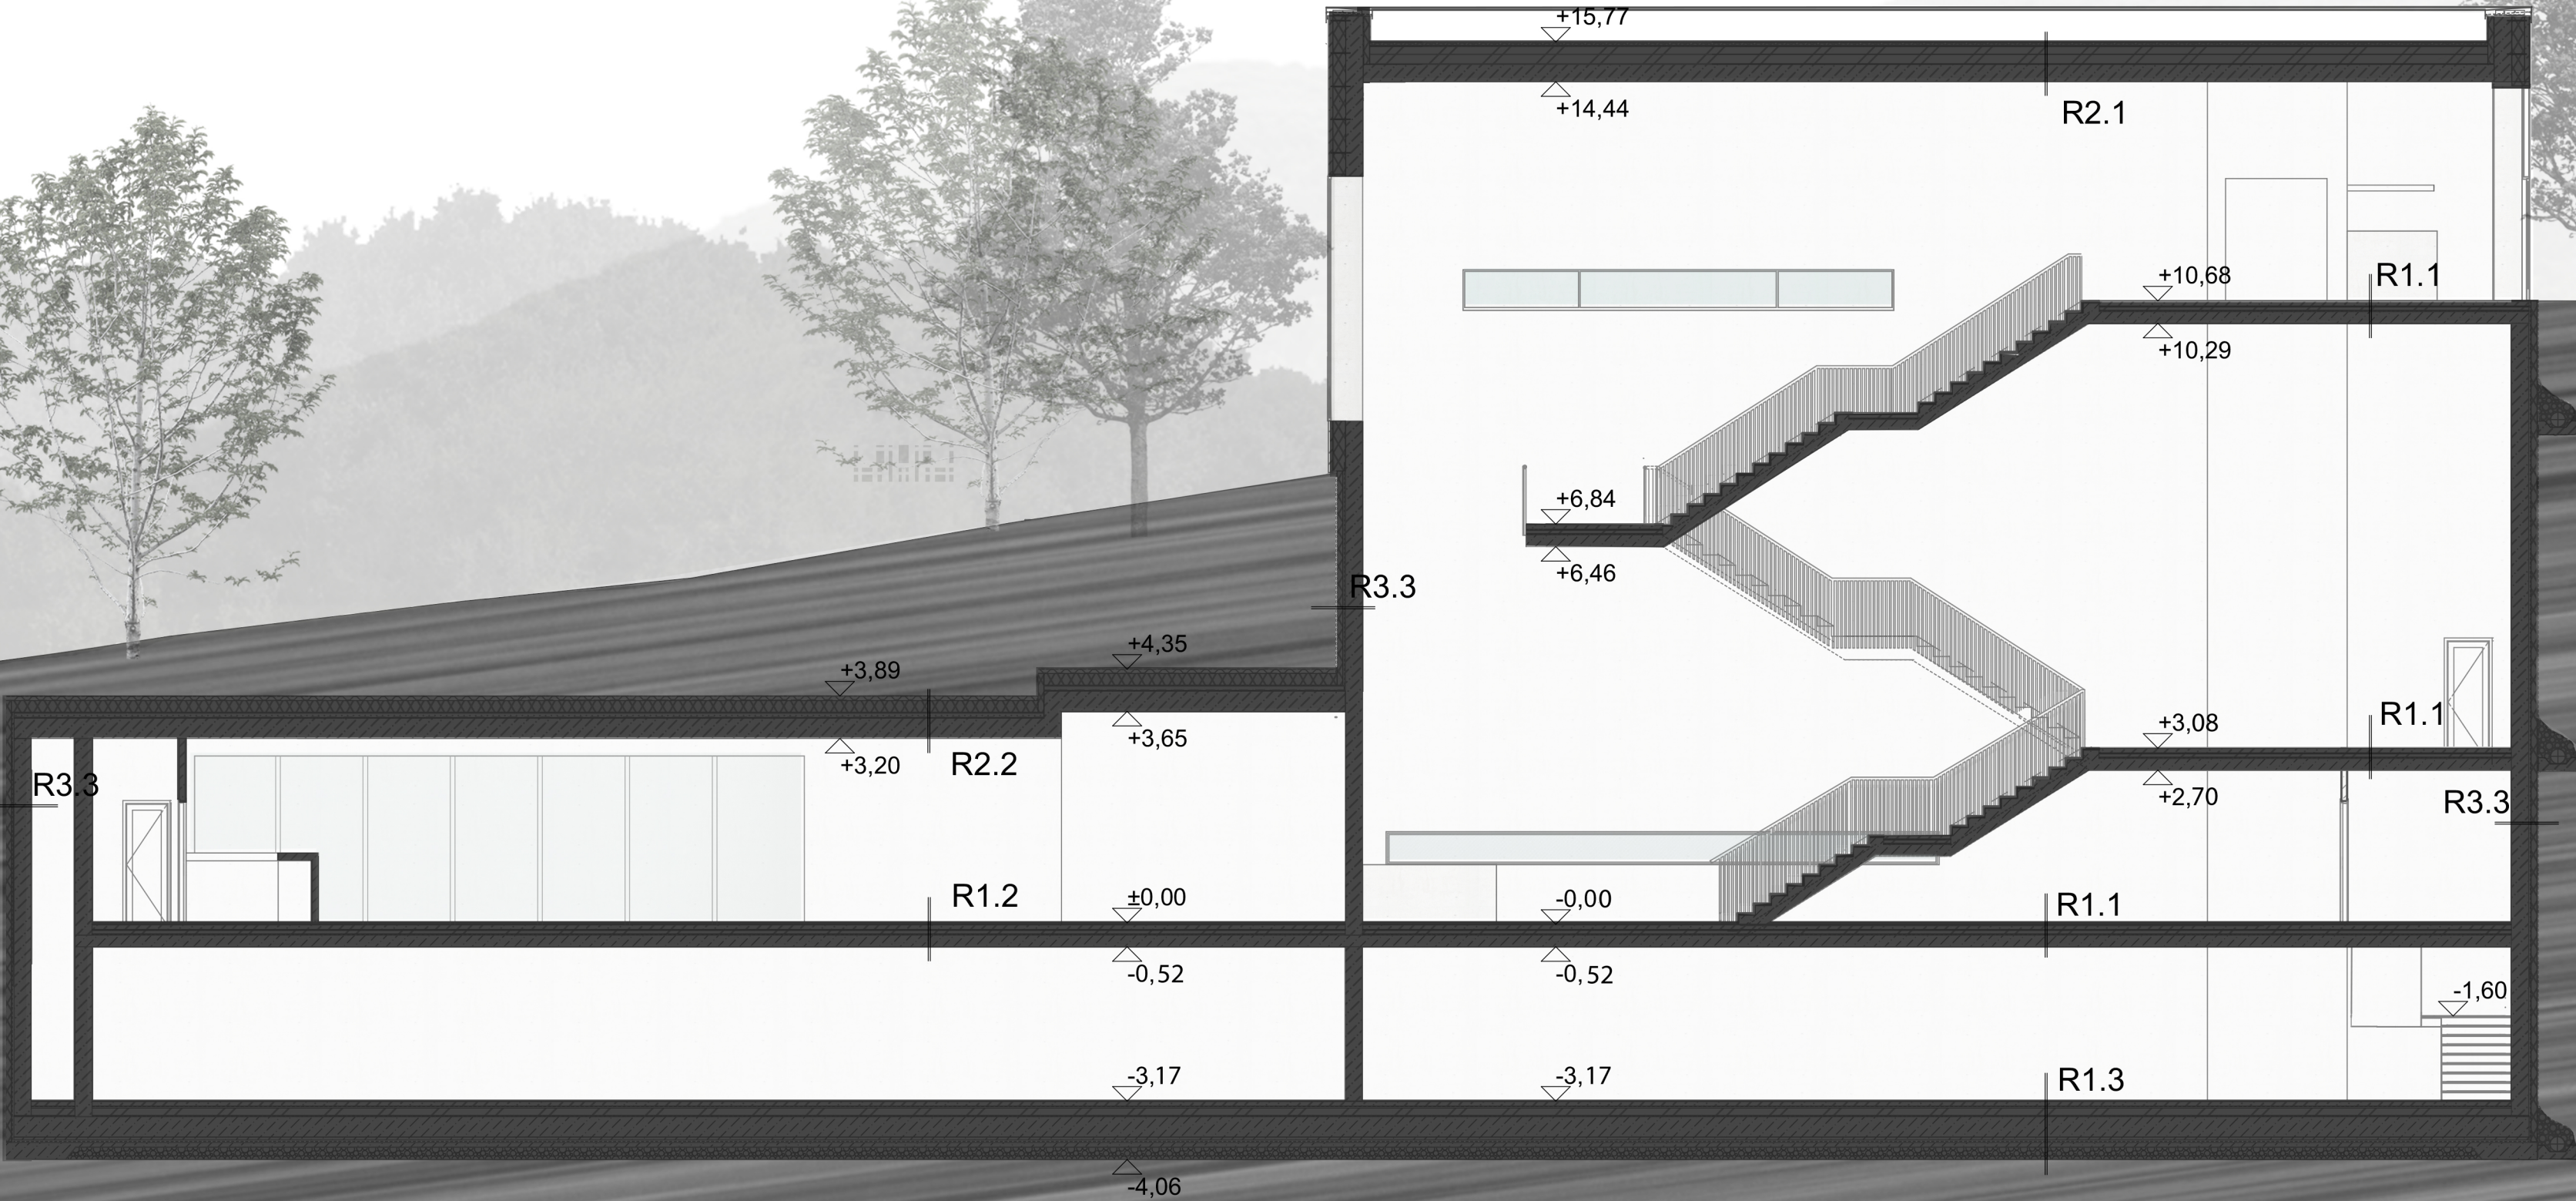 +15,77
+14,44
R2.1
+10,68
R1.1
+10,29
+6,84
+6,46
R3.3
+4,35
+3,89
+3,65
+3,20
R2.2
R3.3
+3,08
R1.1
+2,70
R3.3
R1.2
±0,00
-0,00
R1.1
-0,52
-0,52
-1,60
-3,17
-3,17
R1.3
-4,06